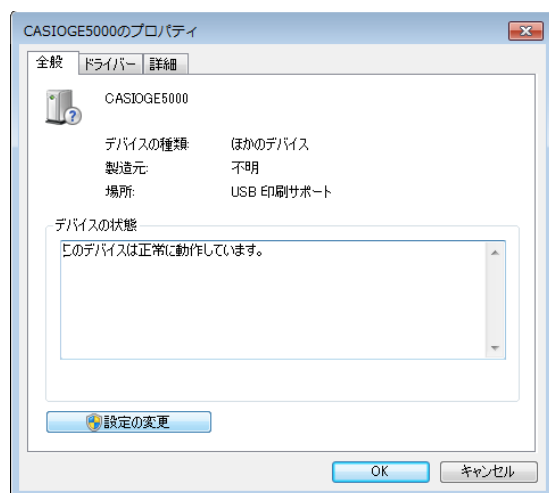 CASIOGE5000のプロパティ
全般 ドライバー 詳細
CASIOGE5000
デバイスの種類: ほかのデバイス
製造元: 不明
場所: USB 印刷サポート
デバイスの状態
このデバイスは正常に動作しています。
設定の変更
OK キャンセル